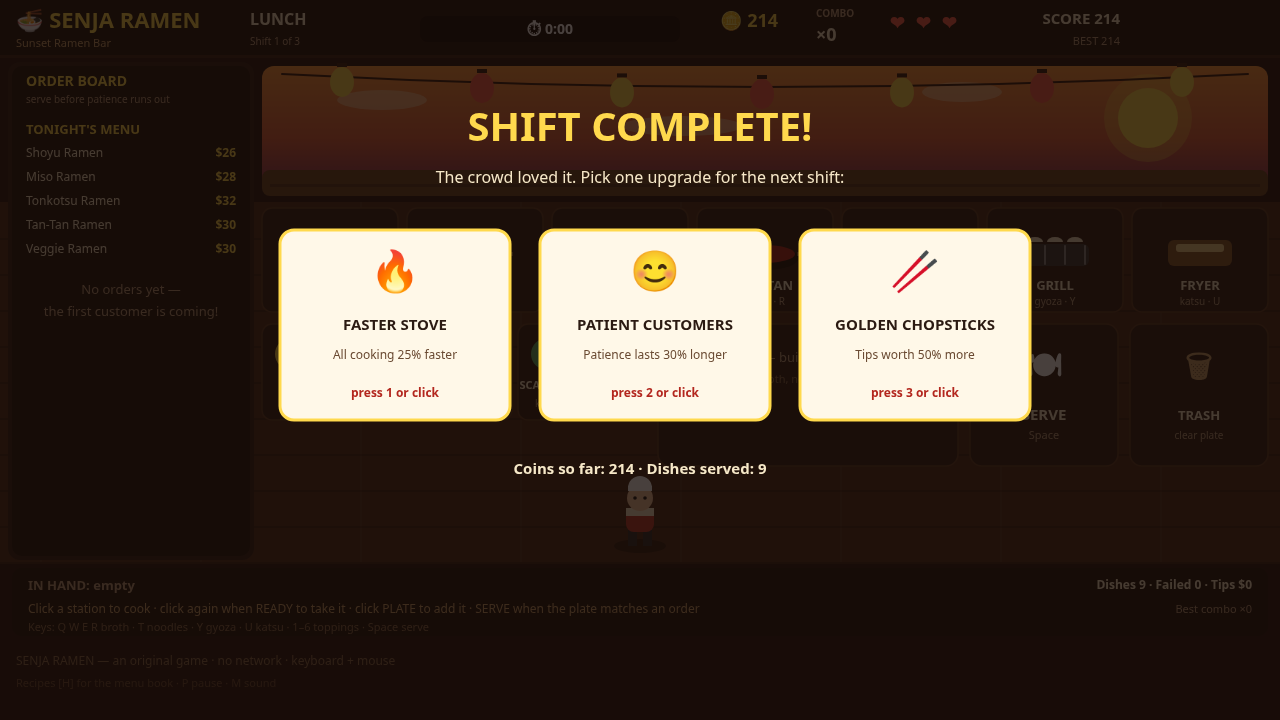 🍜 SENJA RAMEN
Sunset Ramen Bar
LUNCH
Shift 1 of 3
⏱ 0:00
🪙 214
COMBO
×0
❤ ❤ ❤
SCORE 214
BEST 214
ORDER BOARD
serve before patience runs out
TONIGHT'S MENU
Shoyu Ramen $26
Miso Ramen $28
Tonkotsu Ramen $32
Tan-Tan Ramen $30
Veggie Ramen $30
No orders yet —
the first customer is coming!
SHIFT COMPLETE!
The crowd loved it. Pick one upgrade for the next shift:
FASTER STOVE
All cooking 25% faster
press 1 or click
PATIENT CUSTOMERS
Patience lasts 30% longer
press 2 or click
GOLDEN CHOPSTICKS
Tips worth 50% more
press 3 or click
GRILL
gyoza · Y
FRYER
katsu · U
TRASH
clear plate
Space
Coins so far: 214 · Dishes served: 9
IN HAND: empty
Click a station to cook · click again when READY to take it · click PLATE to add it · SERVE when the plate matches an order
Keys: Q W E R broth · T noodles · Y gyoza · U katsu · 1–6 toppings · Space serve
Dishes 9 · Failed 0 · Tips $0
Best combo ×0
SENJA RAMEN — an original game · no network · keyboard + mouse
Recipes [H] for the menu book · P pause · M sound